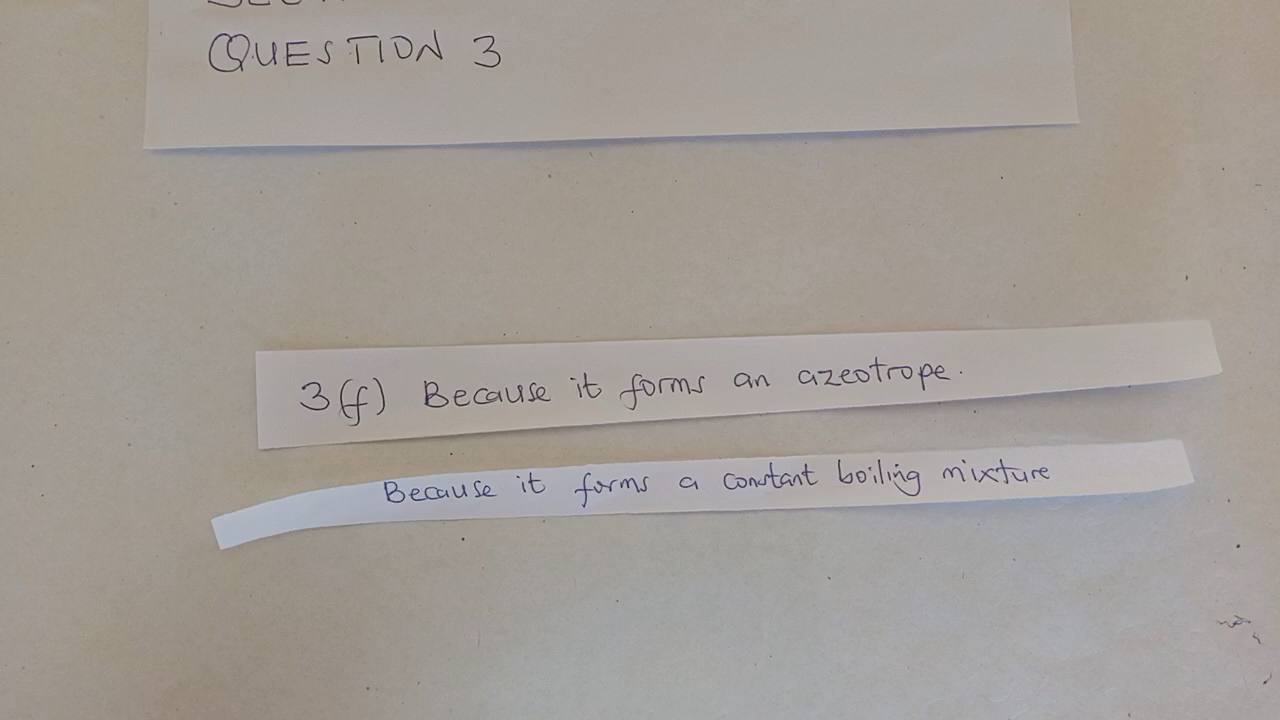 QUESTION 3
3(f) Because it forms an azeotrope.
Because it forms a constant boiling mixture